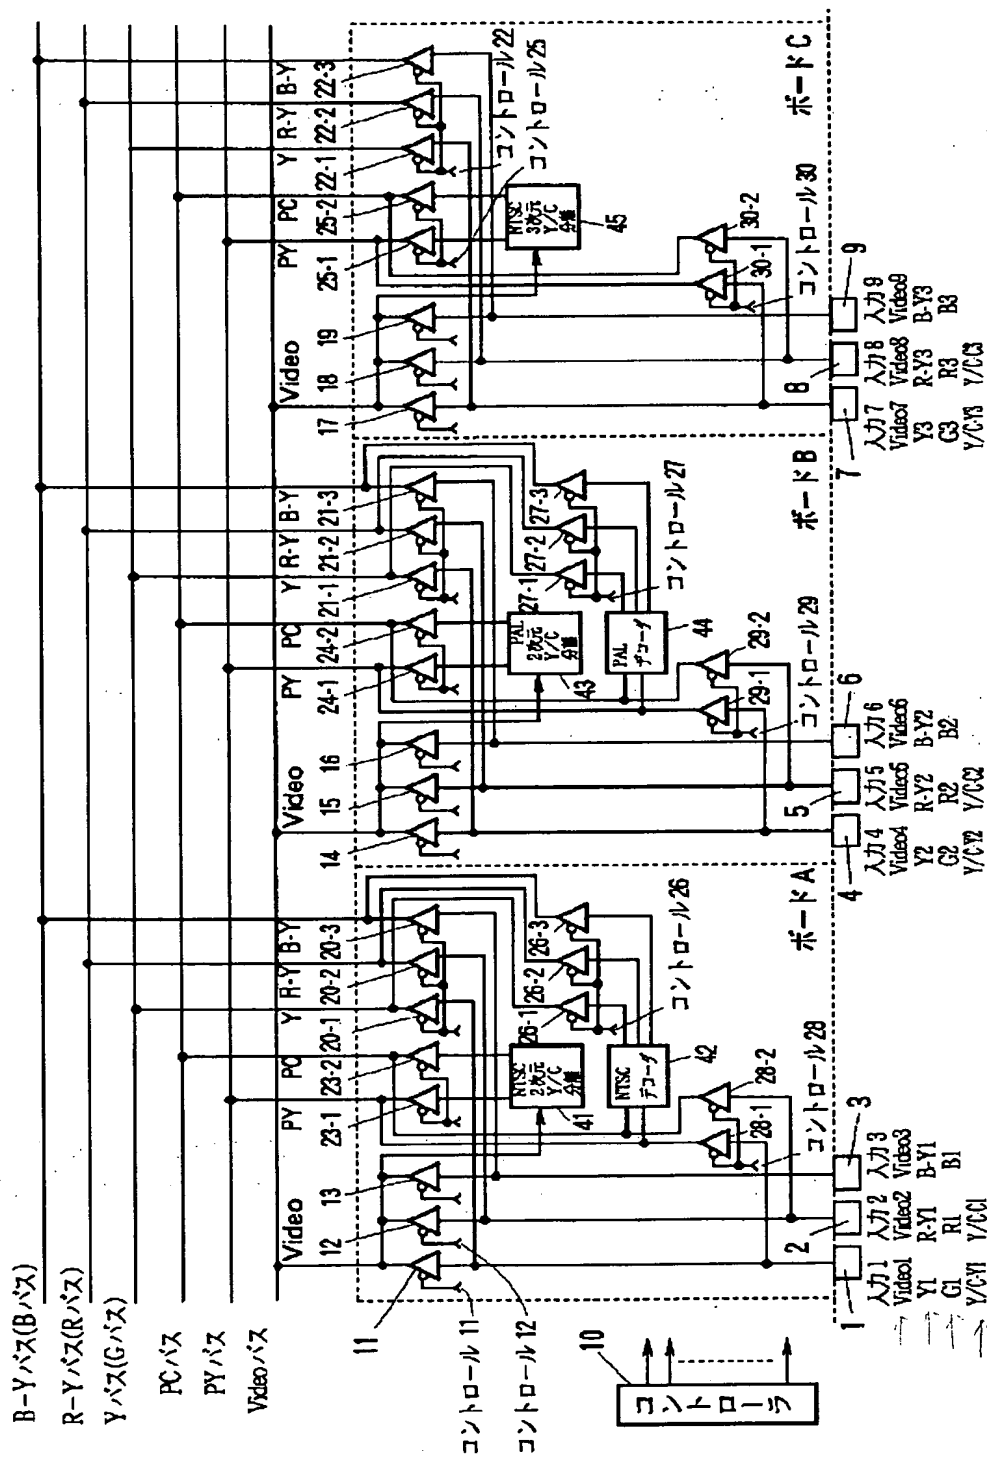 B-Yバス(Bバス)
R-Yバス(Rバス)
Yバス(Gバス)
PCバス
PYバス
Videoバス
Video
PY
PC
Y
R-Y
B-Y
Video
PY
PC
Y
R-Y
B-Y
Video
PY
PC
Y
R-Y
B-Y
11
12
13
23-1
23-2
20-1
20-2
20-3
14
15
16
24-1
24-2
21-1
21-2
21-3
17
18
19
25-1
25-2
22-1
22-2
22-3
コントロール22
コントロール25
コントロール11
コントロール12
NTSC
2次元
Y/C
分離
41
26-1
26-2
26-3
コントロール26
NTSC
デコーダ
42
28-1
28-2
コントロール28
ボードA
PAL
2次元
Y/C
分離
43
27-1
27-2
27-3
コントロール27
PAL
デコーダ
44
29-1
29-2
コントロール29
ボードB
NTSC
3次元
Y/C
分離
45
30-1
30-2
コントロール30
ボードC
10
コントローラ
1
入力1
Video1
Y1
G1
Y/CY1
2
入力2
Video2
R-Y1
R1
Y/CC1
3
入力3
Video3
B-Y1
B1
4
入力4
Video4
Y2
G2
Y/CY2
5
入力5
Video5
R-Y2
R2
Y/CC2
6
入力6
Video6
B-Y2
B2
7
入力7
Video7
Y3
G3
Y/CY3
8
入力8
Video8
R-Y3
R3
Y/CC3
9
入力9
Video9
B-Y3
B3